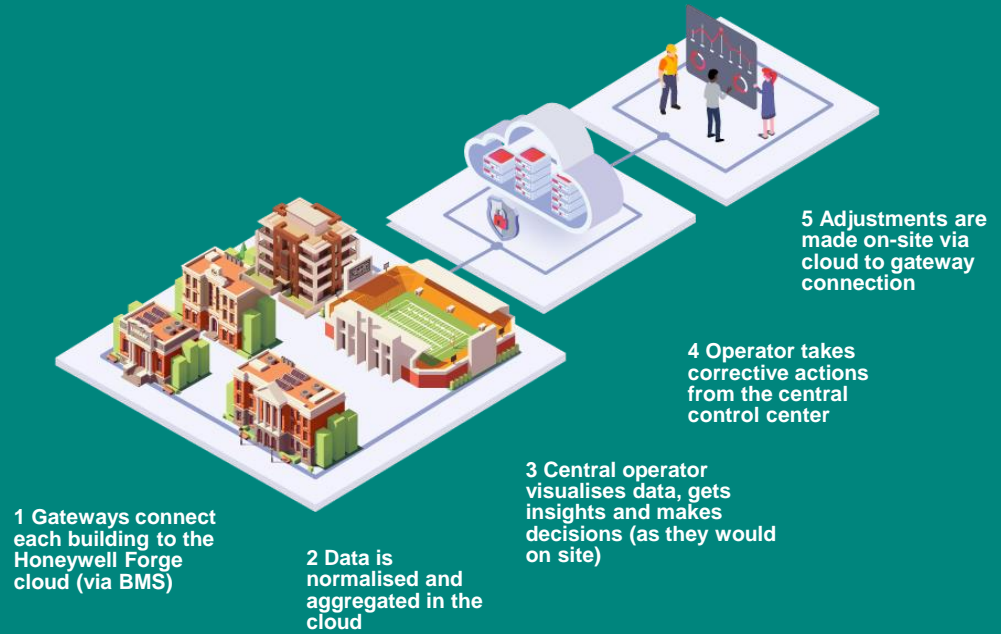 1 Gateways connect
each building to the
Honeywell Forge
cloud (via BMS)
2 Data is
normalised and
aggregated in the
cloud
3 Central operator
visualises data, gets
insights and makes
decisions (as they would
on site)
4 Operator takes
corrective actions
from the central
control center
5 Adjustments are
made on-site via
cloud to gateway
connection